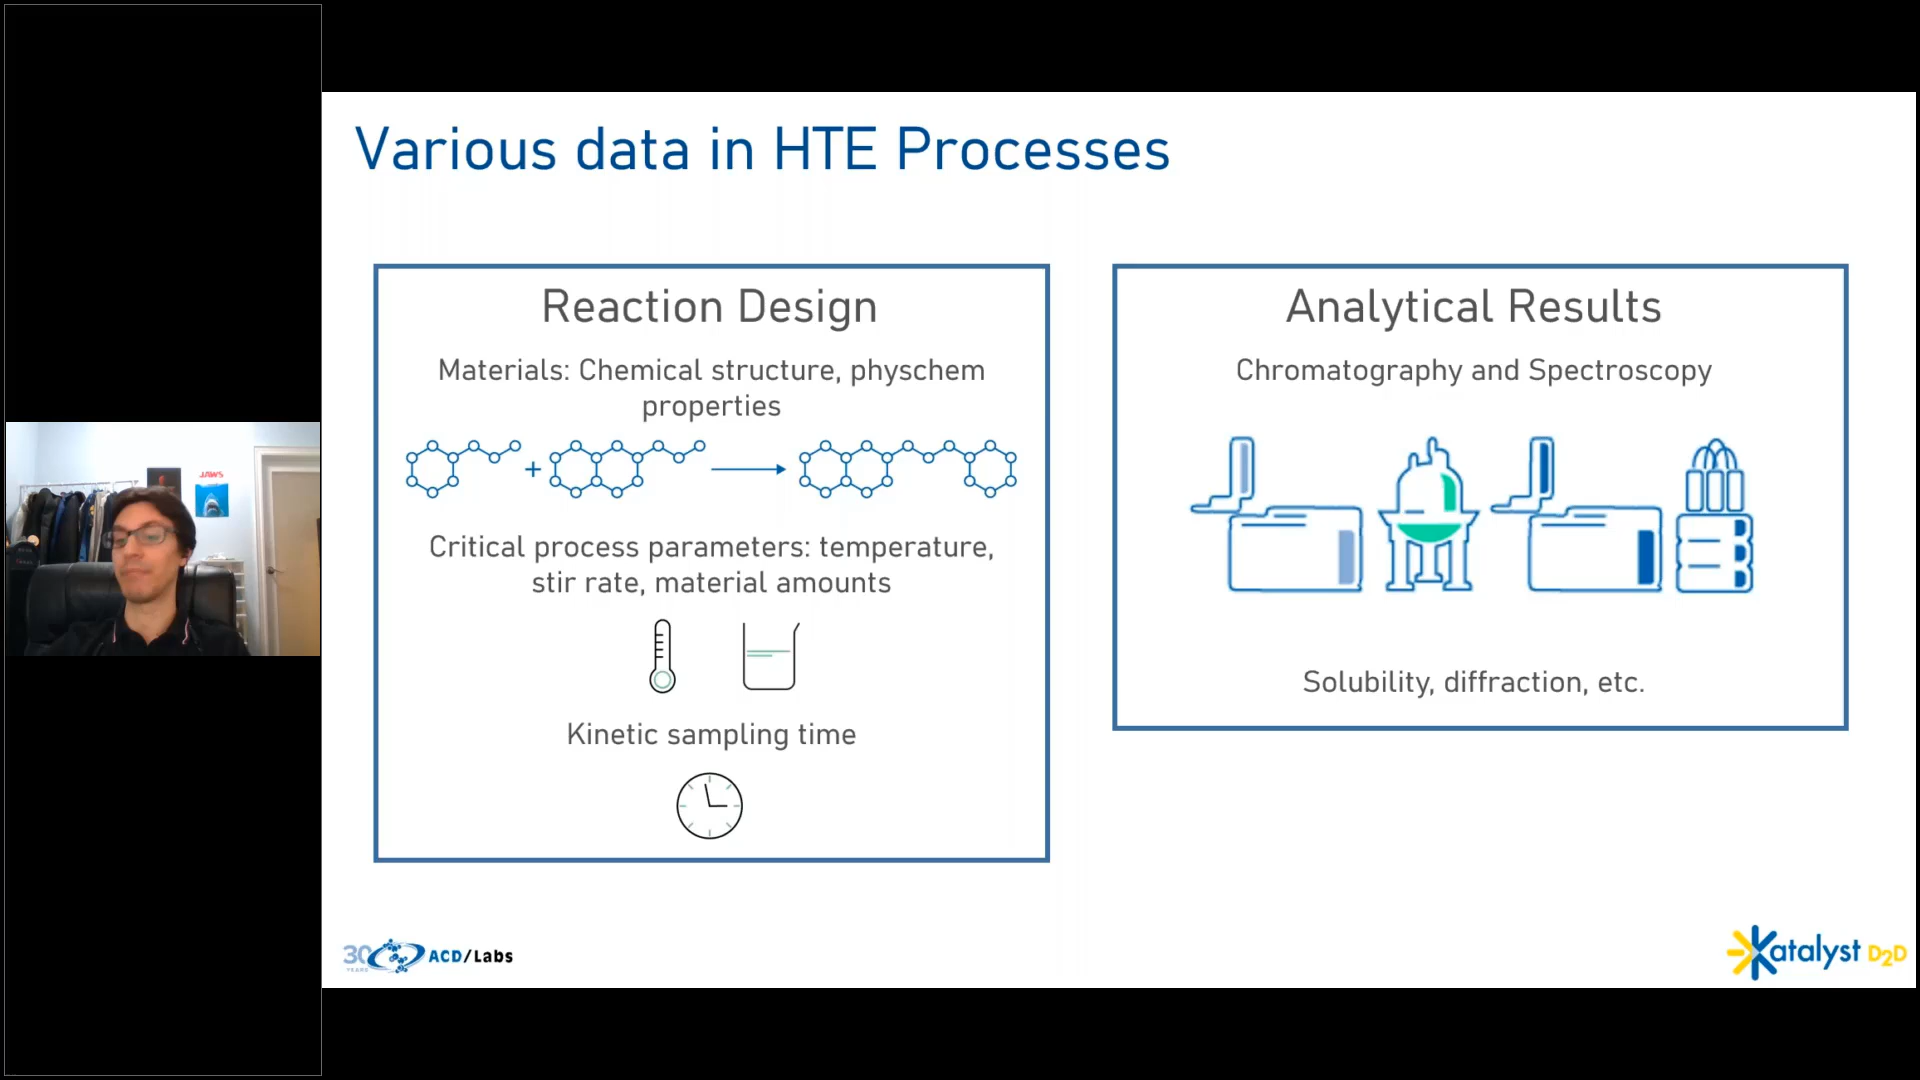 Various data in HTE Processes
Reaction Design
Materials: Chemical structure, physchem
properties
+
Critical process parameters: temperature,
stir rate, material amounts
Kinetic sampling time
Analytical Results
Chromatography and Spectroscopy
Solubility, diffraction, etc.
JAWS
30
YEARS
ACD/Labs
Katalyst D2D